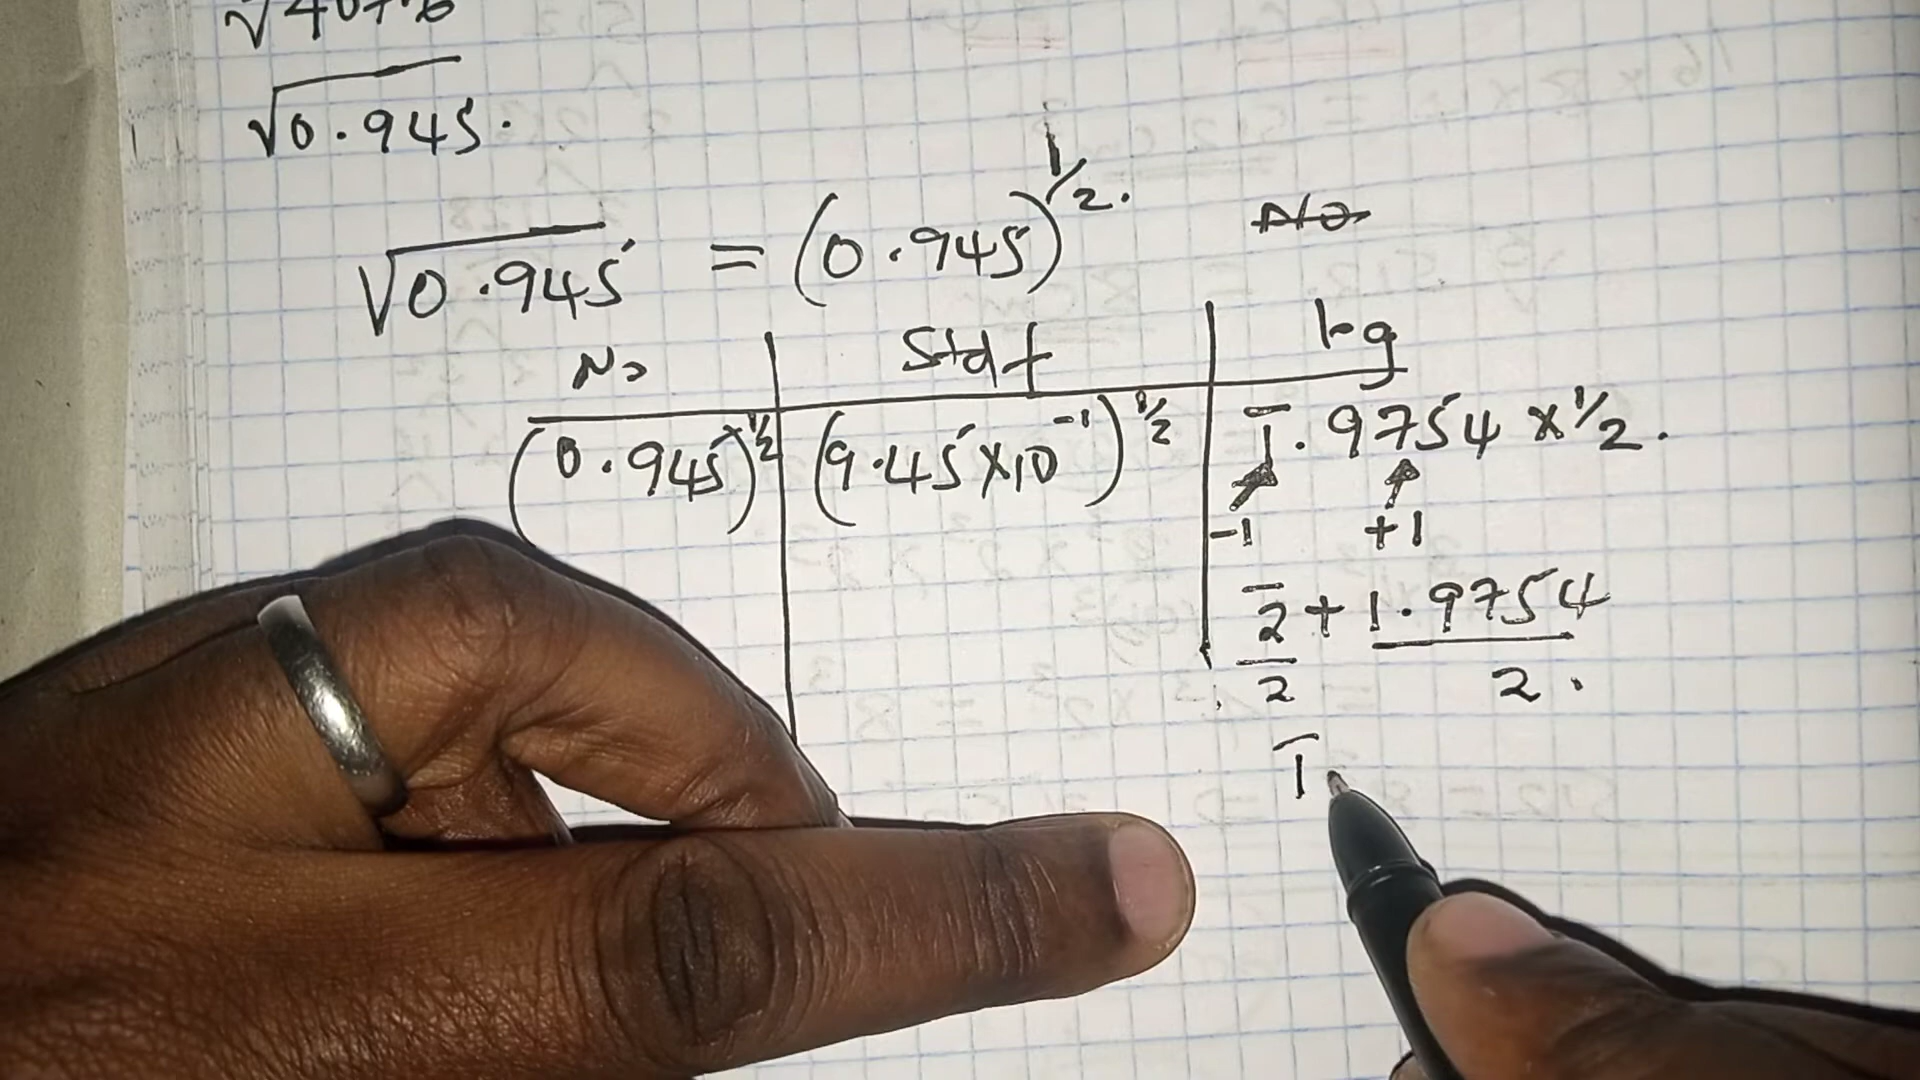 √0.945.
√0.945 = (0.945)^1/2.
No | Stdf | log
(0.945)^1/2 | (9.45 × 10^-1)^1/2 | 1̄.9754 × 1/2.
-1 +1
2̄ + 1.9754
2 2.
1̄.